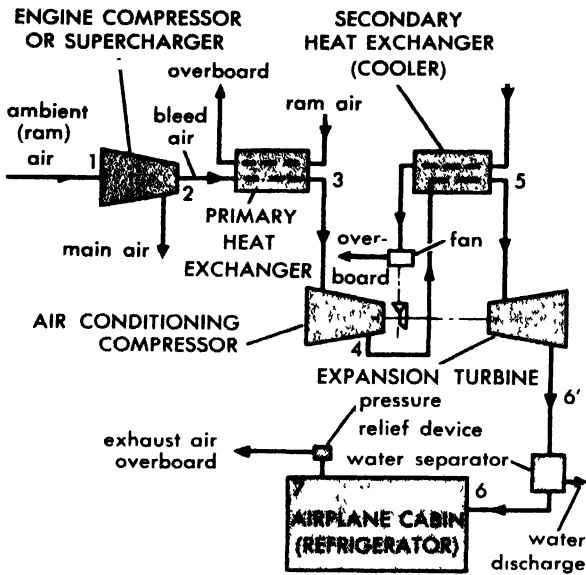 ENGINE COMPRESSOR
OR SUPERCHARGER
SECONDARY
HEAT EXCHANGER
(COOLER)
overboard
ram air
ambient
(ram)
air
bleed
air
1
2
3
5
main air
PRIMARY
HEAT
EXCHANGER
over-
board
fan
AIR CONDITIONING
COMPRESSOR
4
EXPANSION TURBINE
6'
pressure
relief device
exhaust air
overboard
water separator
6
AIRPLANE CABIN
(REFRIGERATOR)
water
discharge